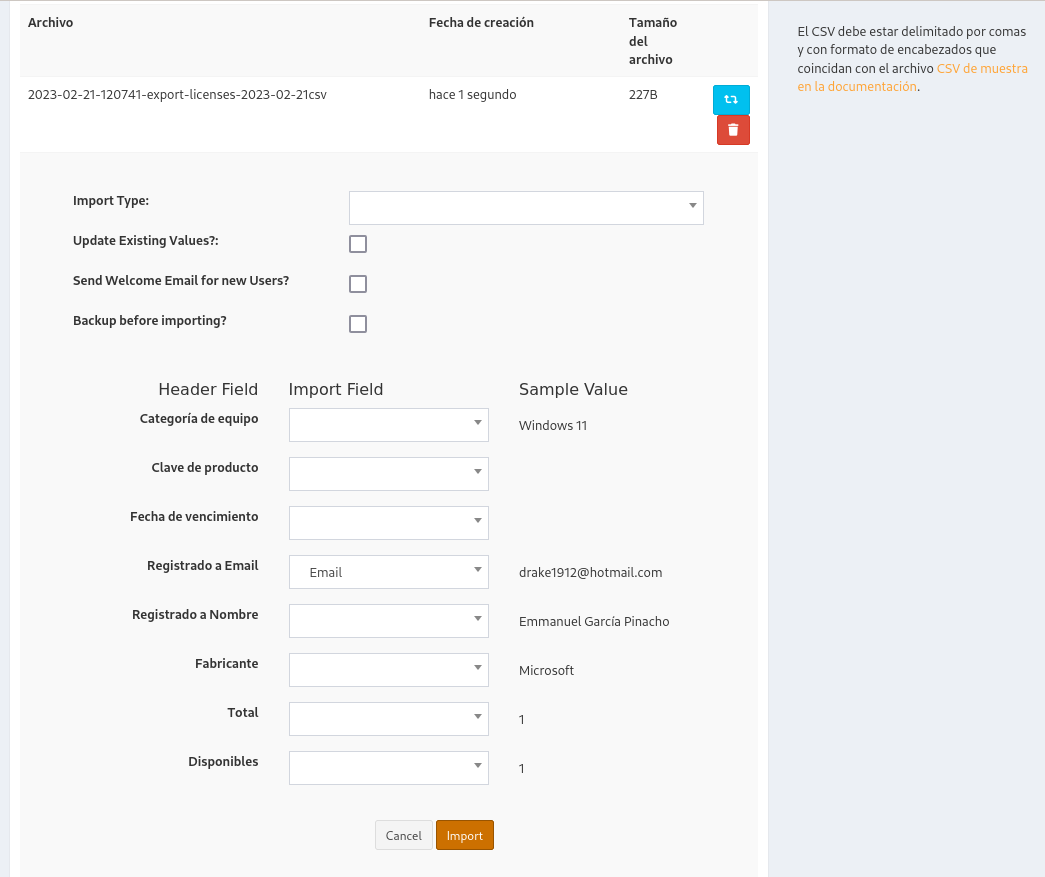 Archivo
Fecha de creación
Tamaño
del
archivo
2023-02-21-120741-export-licenses-2023-02-21csv
hace 1 segundo
227B
El CSV debe estar delimitado por comas
y con formato de encabezados que
coincidan con el archivo CSV de muestra
en la documentación.
Import Type:
Update Existing Values?:
Send Welcome Email for new Users?
Backup before importing?
Header Field
Import Field
Sample Value
Categoría de equipo
Windows 11
Clave de producto
Fecha de vencimiento
Registrado a Email
Email
drake1912@hotmail.com
Registrado a Nombre
Emmanuel García Pinacho
Fabricante
Microsoft
Total
1
Disponibles
1
Cancel
Import